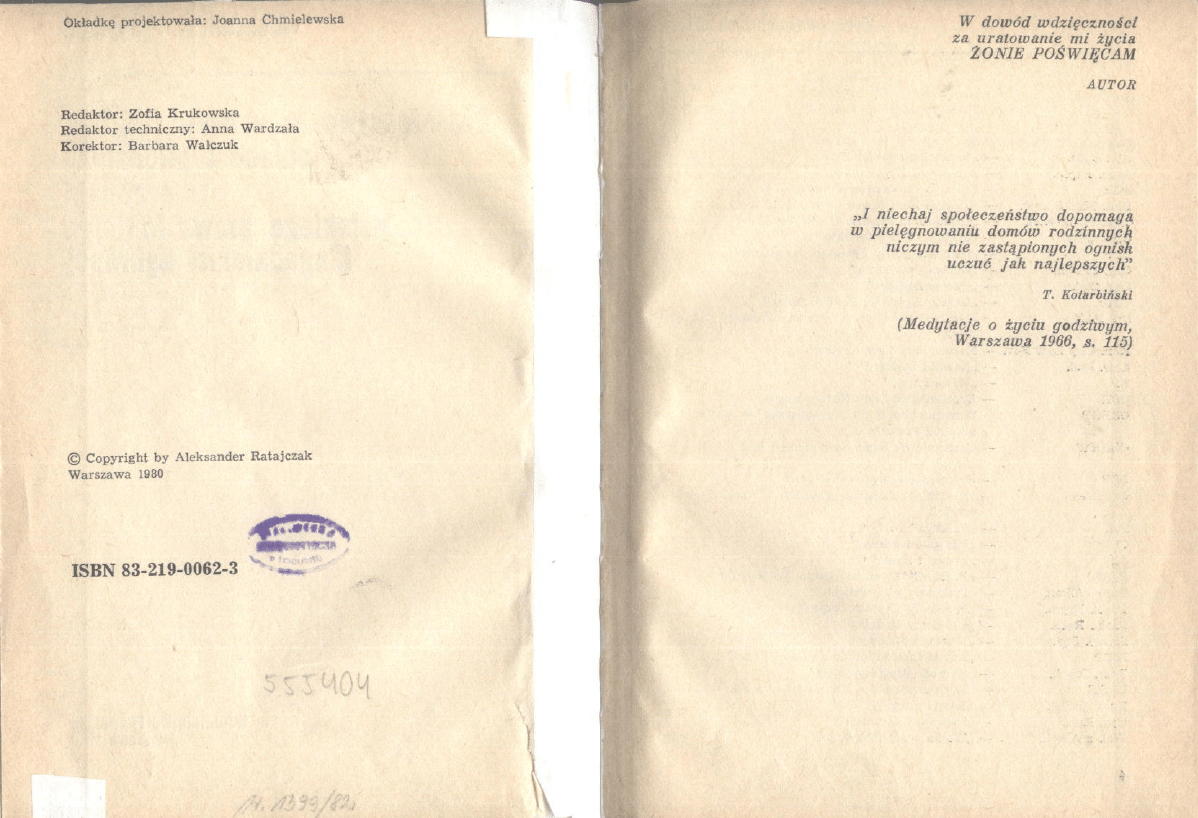 Okładkę projektowała: Joanna Chmielewska
Redaktor: Zofia Krukowska
Redaktor techniczny: Anna Wardzała
Korektor: Barbara Walczuk
© Copyright by Aleksander Ratajczak
Warszawa 1980
ISBN 83-219-0062-3
555404
W dowód wdzięczności
za uratowanie mi życia
ŻONIE POŚWIĘCAM
AUTOR
„I niechaj społeczeństwo dopomaga
w pielęgnowaniu domów rodzinnych
niczym nie zastąpionych ognisk
uczuć jak najlepszych”
T. Kotarbiński
(Medytacje o życiu godziwym,
Warszawa 1966, s. 115)